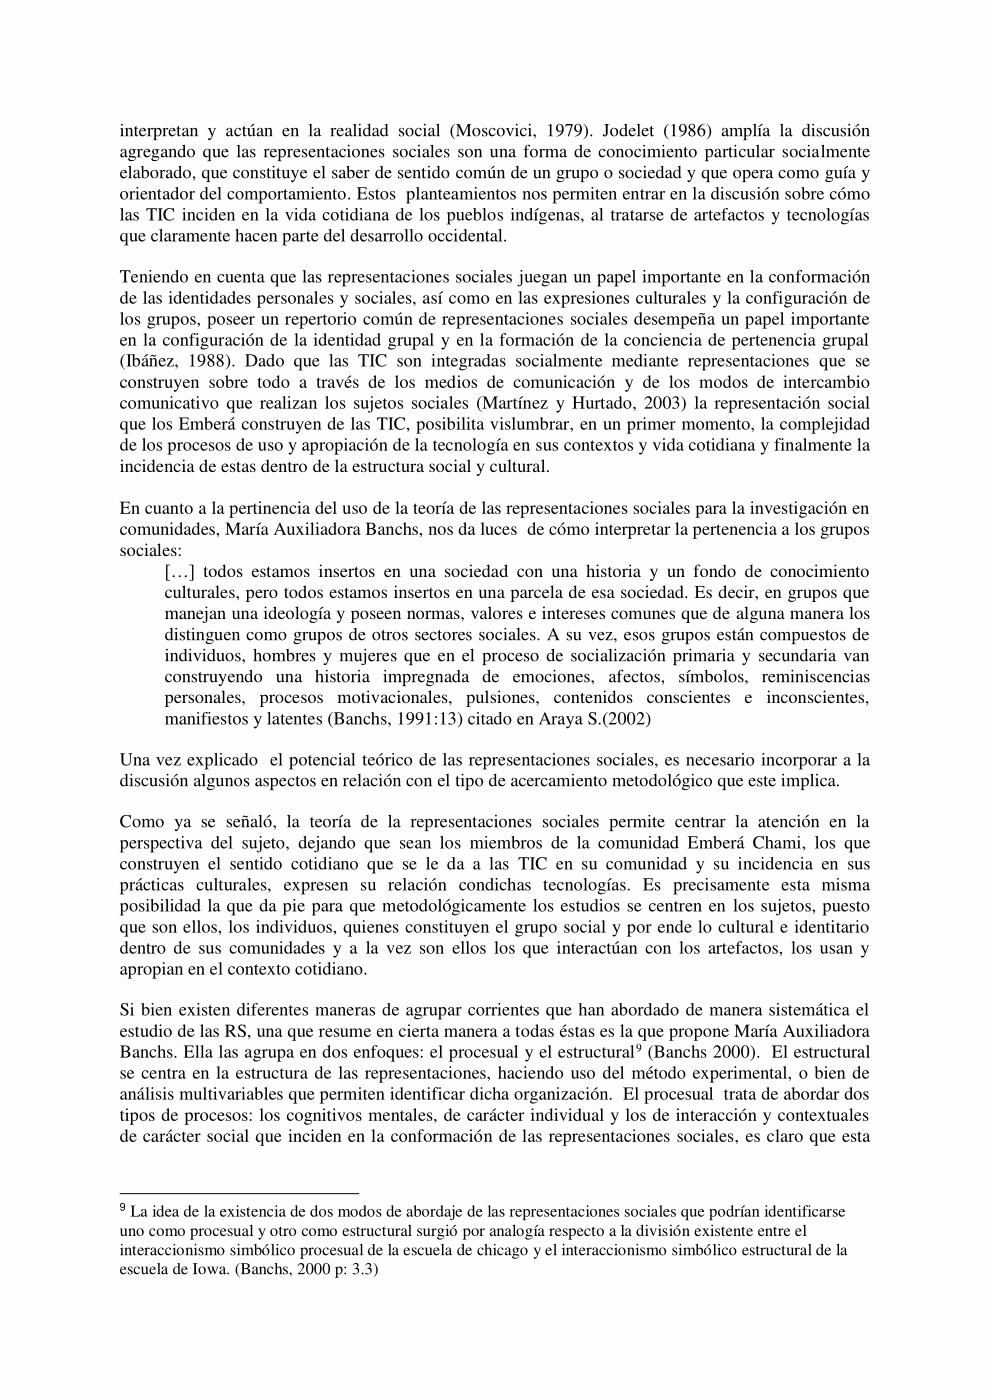 interpretan y actúan en la realidad social (Moscovici, 1979). Jodelet (1986) amplía la discusión
agregando que las representaciones sociales son una forma de conocimiento particular socialmente
elaborado, que constituye el saber de sentido común de un grupo o sociedad y que opera como guía y
orientador del comportamiento. Estos  planteamientos nos permiten entrar en la discusión sobre cómo
las TIC inciden en la vida cotidiana de los pueblos indígenas, al tratarse de artefactos y tecnologías
que claramente hacen parte del desarrollo occidental.
Teniendo en cuenta que las representaciones sociales juegan un papel importante en la conformación
de las identidades personales y sociales, así como en las expresiones culturales y la configuración de
los grupos, poseer un repertorio común de representaciones sociales desempeña un papel importante
en la configuración de la identidad grupal y en la formación de la conciencia de pertenencia grupal
(Ibáñez, 1988). Dado que las TIC son integradas socialmente mediante representaciones que se
construyen sobre todo a través de los medios de comunicación y de los modos de intercambio
comunicativo que realizan los sujetos sociales (Martínez y Hurtado, 2003) la representación social
que los Emberá construyen de las TIC, posibilita vislumbrar, en un primer momento, la complejidad
de los procesos de uso y apropiación de la tecnología en sus contextos y vida cotidiana y finalmente la
incidencia de estas dentro de la estructura social y cultural.
En cuanto a la pertinencia del uso de la teoría de las representaciones sociales para la investigación en
comunidades, María Auxiliadora Banchs, nos da luces  de cómo interpretar la pertenencia a los grupos
sociales:
[…] todos estamos insertos en una sociedad con una historia y un fondo de conocimiento
culturales, pero todos estamos insertos en una parcela de esa sociedad. Es decir, en grupos que
manejan una ideología y poseen normas, valores e intereses comunes que de alguna manera los
distinguen como grupos de otros sectores sociales. A su vez, esos grupos están compuestos de
individuos, hombres y mujeres que en el proceso de socialización primaria y secundaria van
construyendo una historia impregnada de emociones, afectos, símbolos, reminiscencias
personales, procesos motivacionales, pulsiones, contenidos conscientes e inconscientes,
manifiestos y latentes (Banchs, 1991:13) citado en Araya S.(2002)
Una vez explicado  el potencial teórico de las representaciones sociales, es necesario incorporar a la
discusión algunos aspectos en relación con el tipo de acercamiento metodológico que este implica.
Como ya se señaló, la teoría de la representaciones sociales permite centrar la atención en la
perspectiva del sujeto, dejando que sean los miembros de la comunidad Emberá Chami, los que
construyen el sentido cotidiano que se le da a las TIC en su comunidad y su incidencia en sus
prácticas culturales, expresen su relación condichas tecnologías. Es precisamente esta misma
posibilidad la que da pie para que metodológicamente los estudios se centren en los sujetos, puesto
que son ellos, los individuos, quienes constituyen el grupo social y por ende lo cultural e identitario
dentro de sus comunidades y a la vez son ellos los que interactúan con los artefactos, los usan y
apropian en el contexto cotidiano.
Si bien existen diferentes maneras de agrupar corrientes que han abordado de manera sistemática el
estudio de las RS, una que resume en cierta manera a todas éstas es la que propone María Auxiliadora
Banchs. Ella las agrupa en dos enfoques: el procesual y el estructural⁹ (Banchs 2000).  El estructural
se centra en la estructura de las representaciones, haciendo uso del método experimental, o bien de
análisis multivariables que permiten identificar dicha organización.  El procesual  trata de abordar dos
tipos de procesos: los cognitivos mentales, de carácter individual y los de interacción y contextuales
de carácter social que inciden en la conformación de las representaciones sociales, es claro que esta
⁹ La idea de la existencia de dos modos de abordaje de las representaciones sociales que podrían identificarse
uno como procesual y otro como estructural surgió por analogía respecto a la división existente entre el
interaccionismo simbólico procesual de la escuela de chicago y el interaccionismo simbólico estructural de la
escuela de Iowa. (Banchs, 2000 p: 3.3)